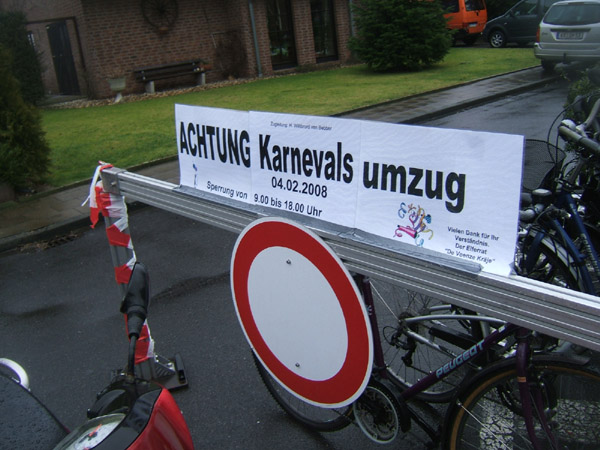 ACHTUNG Karnevals umzug
04.02.2008
Sperrung von 9.00 bis 18.00 Uhr
Vielen Dank für Ihr
Verständnis.
Der Elferrat
PEUGEOT